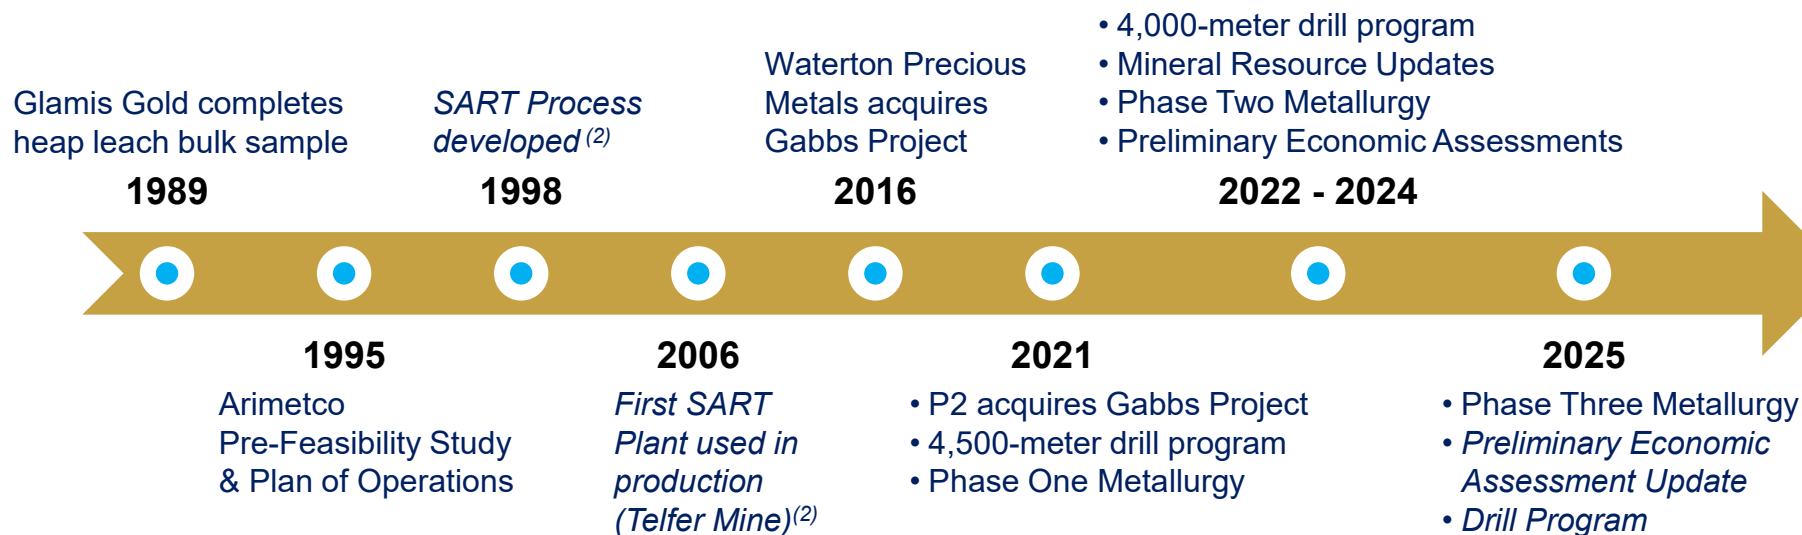 Glamis Gold completes
heap leach bulk sample
1989
SART Process
developed (2)
1998
Waterton Precious
Metals acquires
Gabbs Project
2016
• 4,000-meter drill program
• Mineral Resource Updates
• Phase Two Metallurgy
• Preliminary Economic Assessments
2022 - 2024
1995
Arimetco
Pre-Feasibility Study
& Plan of Operations
2006
First SART
Plant used in
production
(Telfer Mine)(2)
2021
• P2 acquires Gabbs Project
• 4,500-meter drill program
• Phase One Metallurgy
2025
• Phase Three Metallurgy
• Preliminary Economic
Assessment Update
• Drill Program